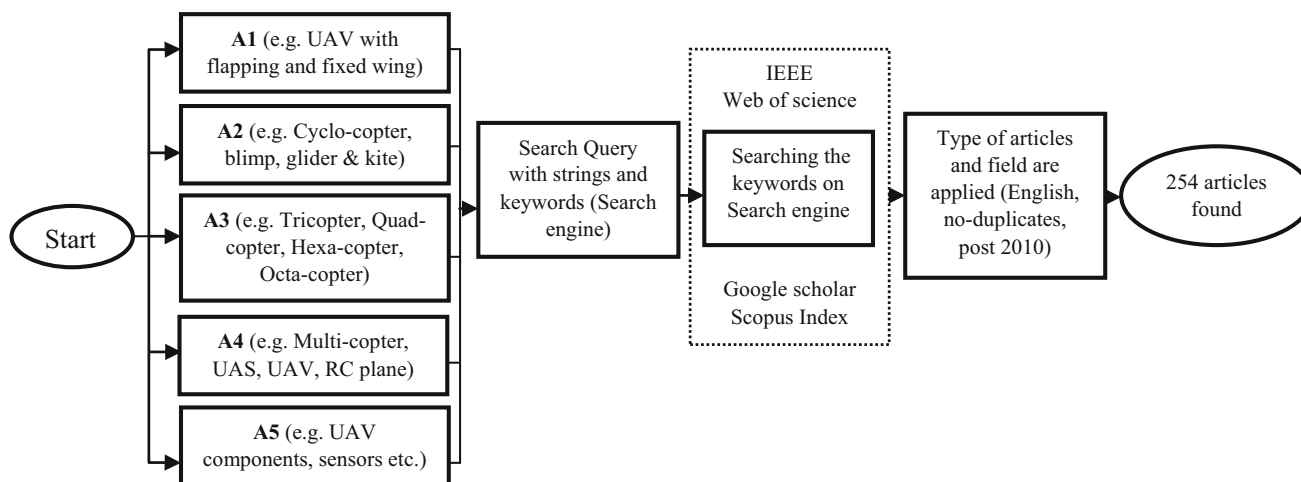 Start
A1 (e.g. UAV with
flapping and fixed wing)
A2 (e.g. Cyclo-copter,
blimp, glider & kite)
A3 (e.g. Tricopter, Quad-
copter, Hexa-copter,
Octa-copter)
A4 (e.g. Multi-copter,
UAS, UAV, RC plane)
A5 (e.g. UAV
components, sensors etc.)
Search Query
with strings and
keywords (Search
engine)
IEEE
Web of science
Searching the
keywords on
Search engine
Google scholar
Scopus Index
Type of articles
and field are
applied (English,
no-duplicates,
post 2010)
254 articles
found